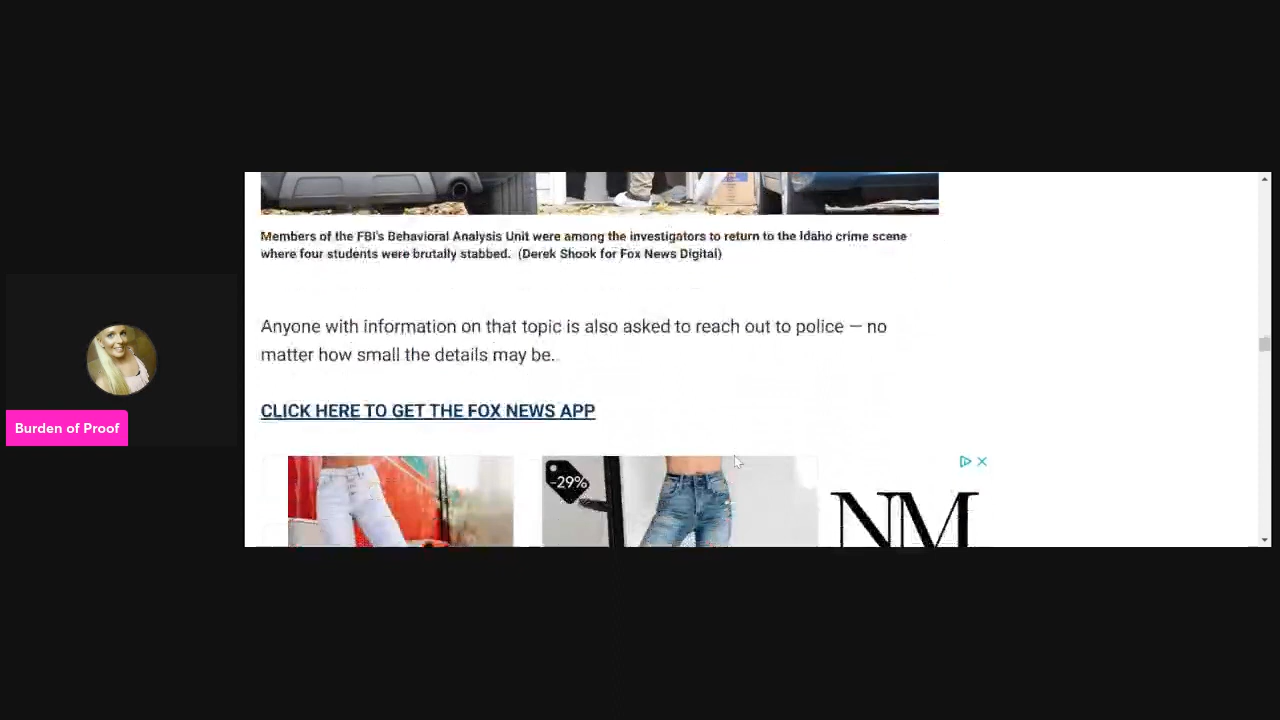 Members of the FBI's Behavioral Analysis Unit were among the investigators to return to the Idaho crime scene
where four students were brutally stabbed. (Derek Shook for Fox News Digital)
Anyone with information on that topic is also asked to reach out to police — no
matter how small the details may be.
CLICK HERE TO GET THE FOX NEWS APP
Burden of Proof
-29%
NM